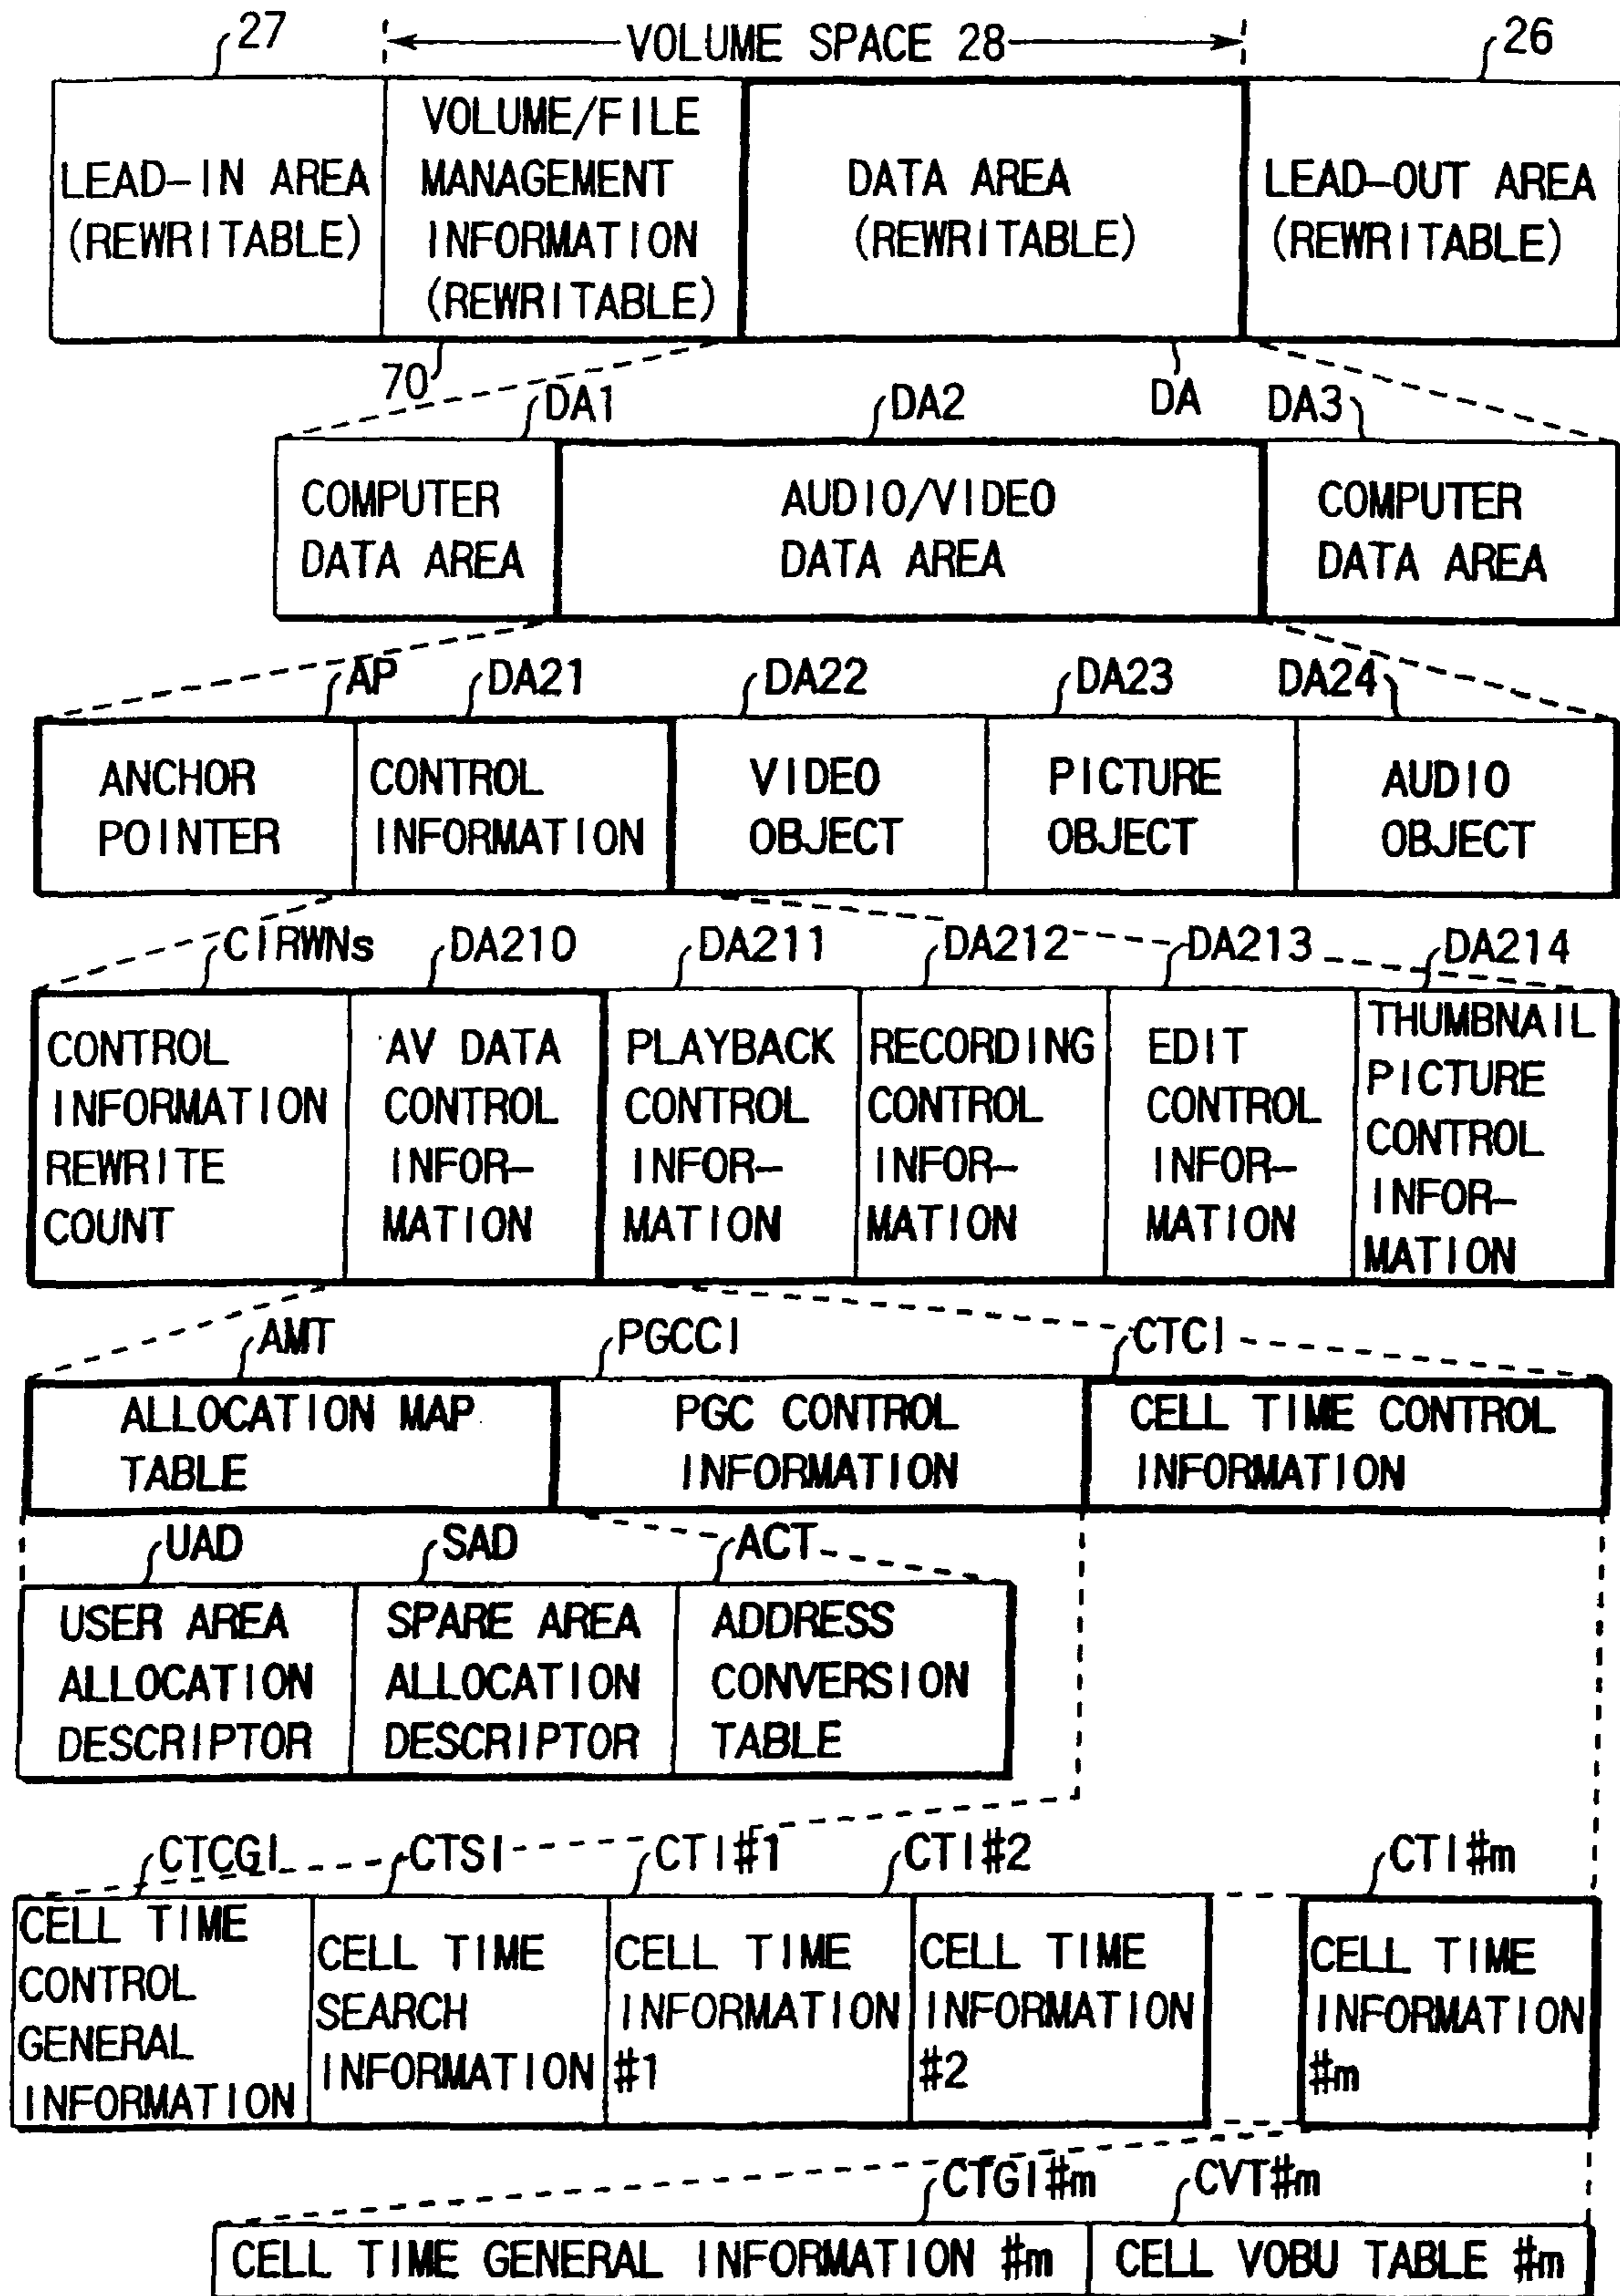 27
VOLUME SPACE 28
26
LEAD-IN AREA
(REWRITABLE)
VOLUME/FILE
MANAGEMENT
INFORMATION
(REWRITABLE)
DATA AREA
(REWRITABLE)
LEAD-OUT AREA
(REWRITABLE)
70
DA1
DA2
DA
DA3
COMPUTER
DATA AREA
AUDIO/VIDEO
DATA AREA
COMPUTER
DATA AREA
AP
DA21
DA22
DA23
DA24
ANCHOR
POINTER
CONTROL
INFORMATION
VIDEO
OBJECT
PICTURE
OBJECT
AUDIO
OBJECT
CIRWNs
DA210
DA211
DA212
DA213
DA214
CONTROL
INFORMATION
REWRITE
COUNT
AV DATA
CONTROL
INFOR-
MATION
PLAYBACK
CONTROL
INFOR-
MATION
RECORDING
CONTROL
INFOR-
MATION
EDIT
CONTROL
INFOR-
MATION
THUMBNAIL
PICTURE
CONTROL
INFOR-
MATION
AMT
PGCCI
CTCI
ALLOCATION MAP
TABLE
PGC CONTROL
INFORMATION
CELL TIME CONTROL
INFORMATION
UAD
SAD
ACT
USER AREA
ALLOCATION
DESCRIPTOR
SPARE AREA
ALLOCATION
DESCRIPTOR
ADDRESS
CONVERSION
TABLE
CTCGI
CTSI
CTI#1
CTI#2
CTI#m
CELL TIME
CONTROL
GENERAL
INFORMATION
CELL TIME
SEARCH
INFORMATION
CELL TIME
INFORMATION
#1
CELL TIME
INFORMATION
#2
CELL TIME
INFORMATION
#m
CTGI#m
CVT#m
CELL TIME GENERAL INFORMATION #m
CELL VOBU TABLE #m